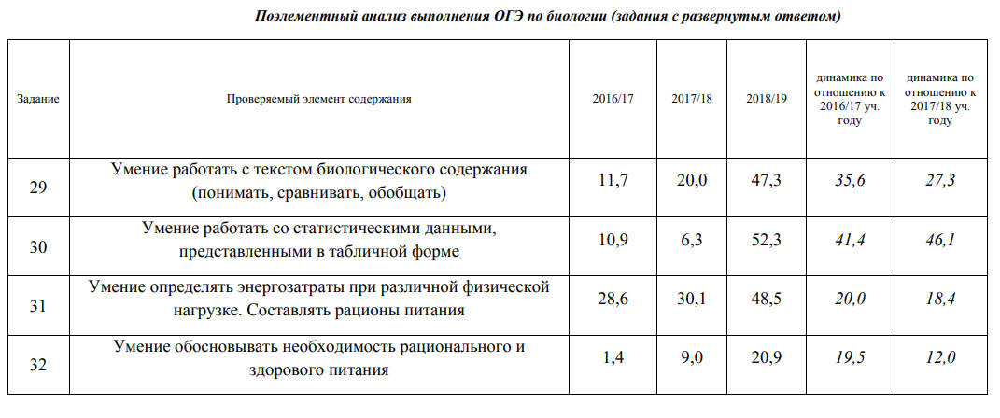 Поэлементный анализ выполнения ОГЭ по биологии (задания с развернутым ответом)
Задание
Проверяемый элемент содержания
2016/17
2017/18
2018/19
динамика по
отношению к
2016/17 уч.
году
динамика по
отношению к
2017/18 уч.
году
29
Умение работать с текстом биологического содержания
(понимать, сравнивать, обобщать)
11,7
20,0
47,3
35,6
27,3
30
Умение работать со статистическими данными,
представленными в табличной форме
10,9
6,3
52,3
41,4
46,1
31
Умение определять энергозатраты при различной физической
нагрузке. Составлять рационы питания
28,6
30,1
48,5
20,0
18,4
32
Умение обосновывать необходимость рационального и
здорового питания
1,4
9,0
20,9
19,5
12,0